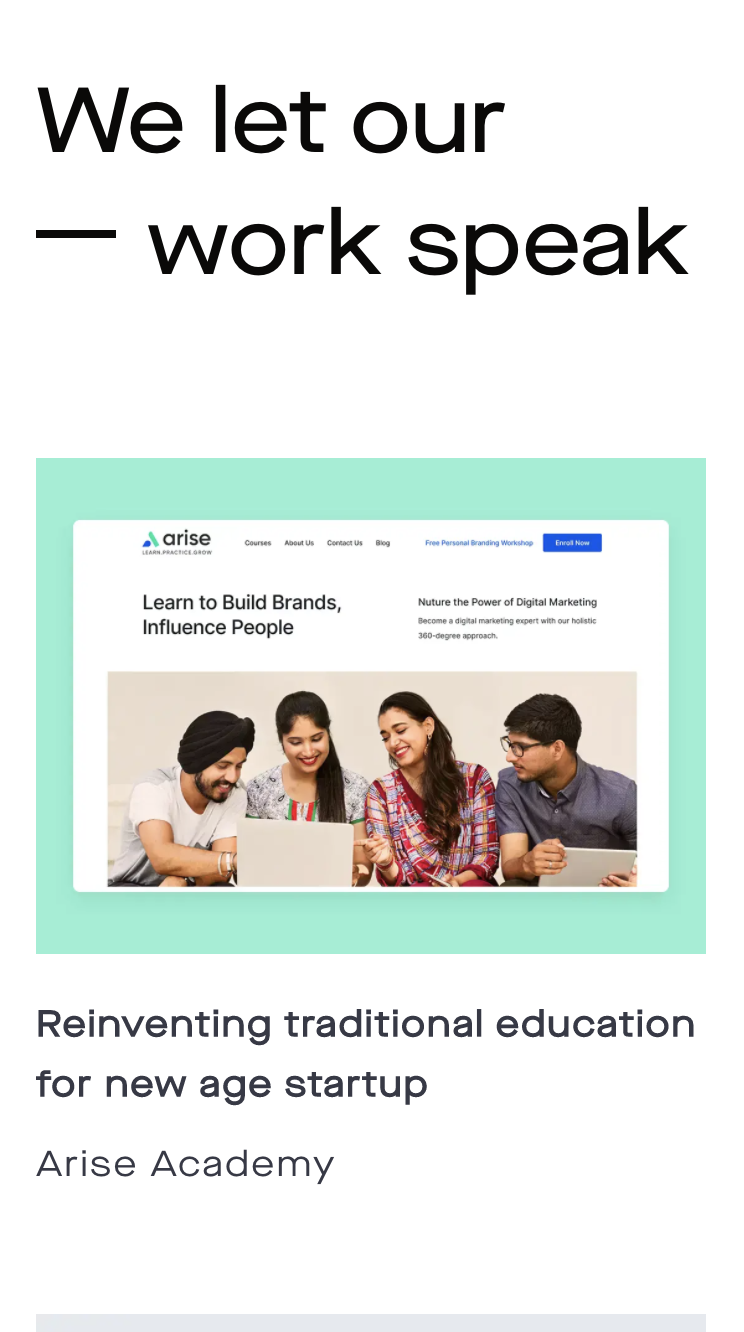 We let our
— work speak
arise
LEARN.PRACTICE.GROW
Courses About Us Contact Us Blog Free Personal Branding Workshop Enroll Now
Learn to Build Brands,
Influence People
Nuture the Power of Digital Marketing
Become a digital marketing expert with our holistic
360-degree approach.
Reinventing traditional education
for new age startup
Arise Academy